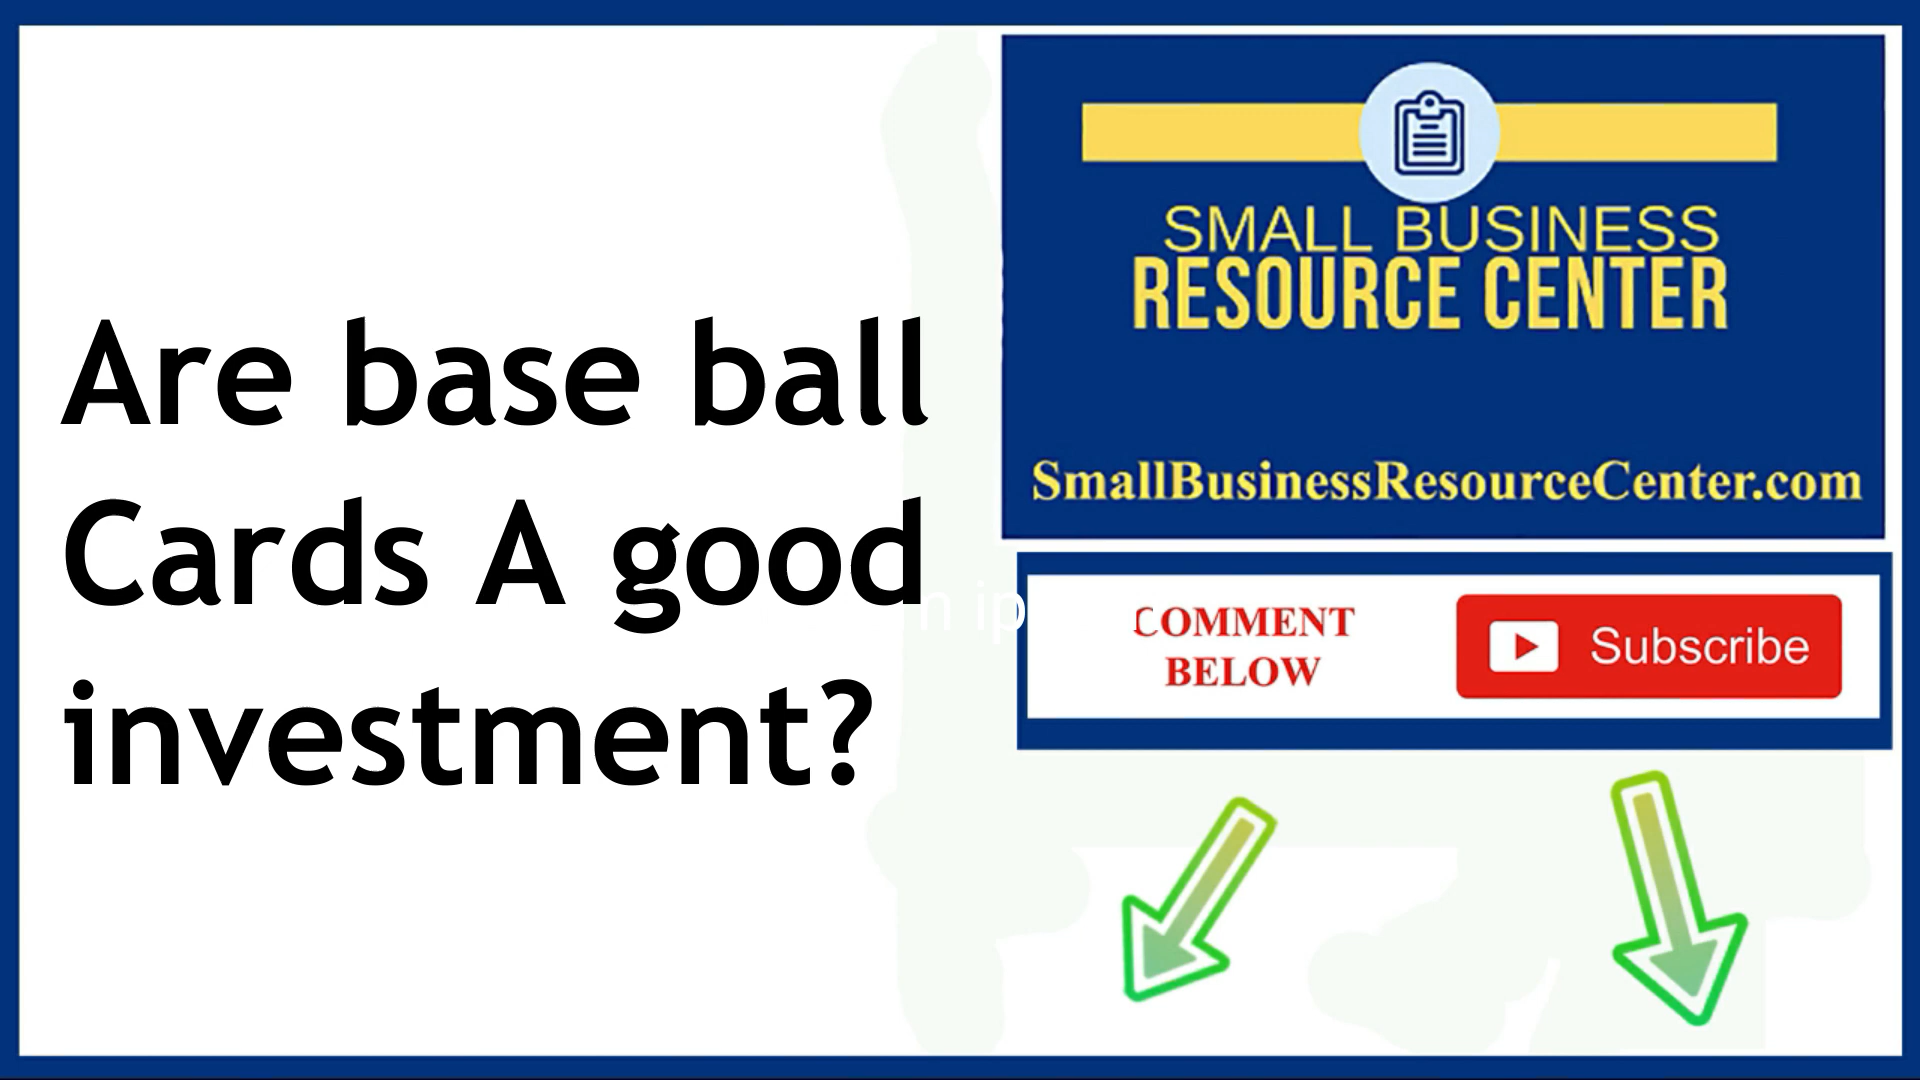 Are base ball
Cards A good
investment?
SMALL BUSINESS
RESOURCE CENTER
SmallBusinessResourceCenter.com
COMMENT
BELOW
Subscribe